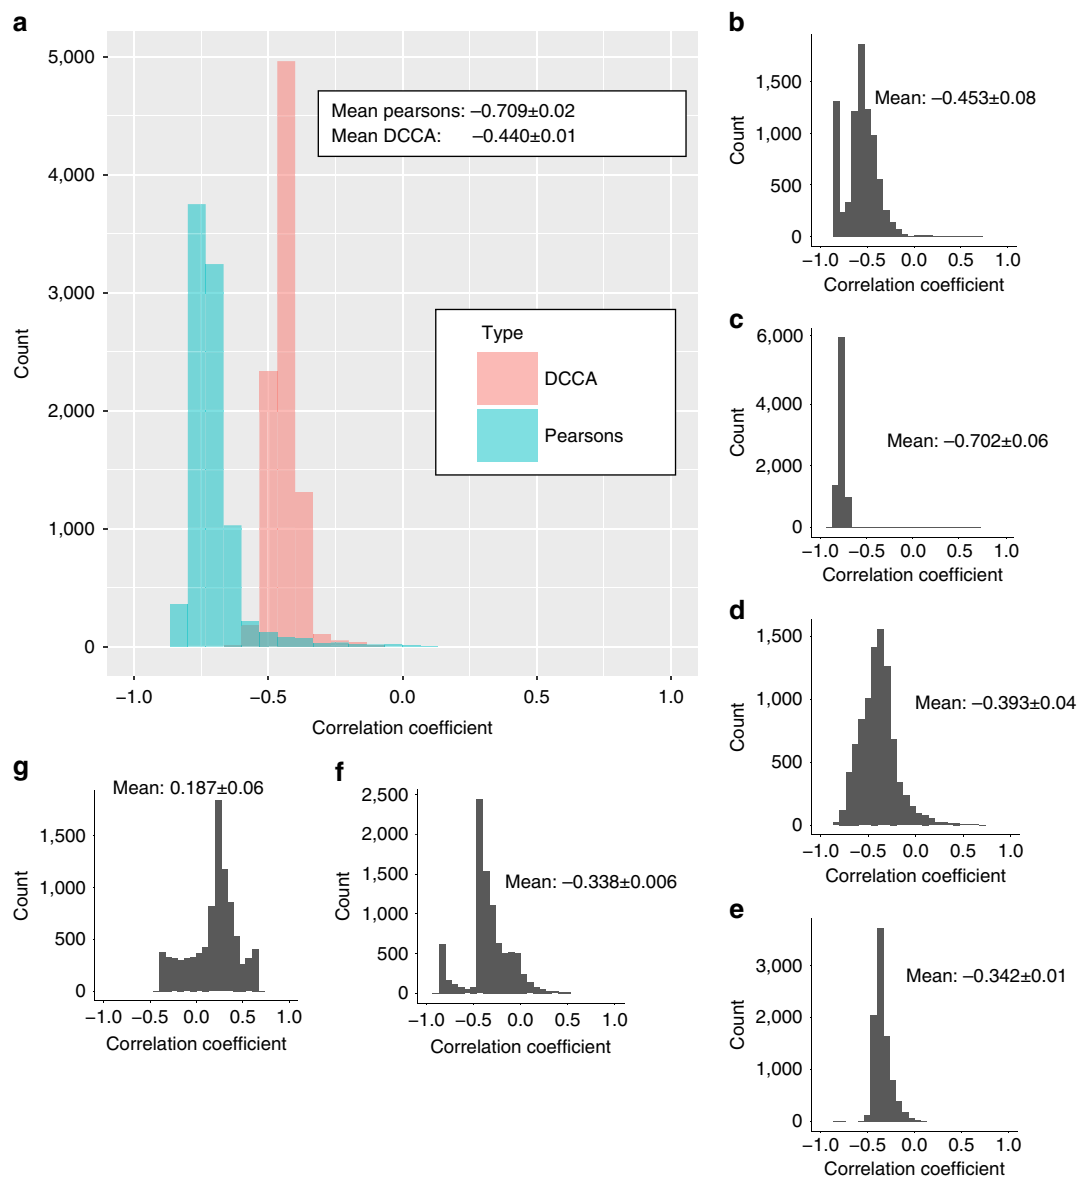 a
5,000
4,000
3,000
2,000
1,000
0
Count
−1.0 −0.5 0.0 0.5 1.0
Correlation coefficient
Mean pearsons: −0.709±0.02
Mean DCCA: −0.440±0.01
Type
DCCA
Pearsons
b
1,500
1,000
500
0
Count
Mean: −0.453±0.08
−1.0 −0.5 0.0 0.5 1.0
Correlation coefficient
c
6,000
4,000
2,000
0
Count
Mean: −0.702±0.06
−1.0 −0.5 0.0 0.5 1.0
Correlation coefficient
d
1,500
1,000
500
0
Count
Mean: −0.393±0.04
−1.0 −0.5 0.0 0.5 1.0
Correlation coefficient
e
3,000
2,000
1,000
0
Count
Mean: −0.342±0.01
−1.0 −0.5 0.0 0.5 1.0
Correlation coefficient
f
2,500
2,000
1,500
1,000
500
0
Count
Mean: −0.338±0.006
−1.0 −0.5 0.0 0.5 1.0
Correlation coefficient
g
Mean: 0.187±0.06
1,500
1,000
500
0
Count
−1.0 −0.5 0.0 0.5 1.0
Correlation coefficient